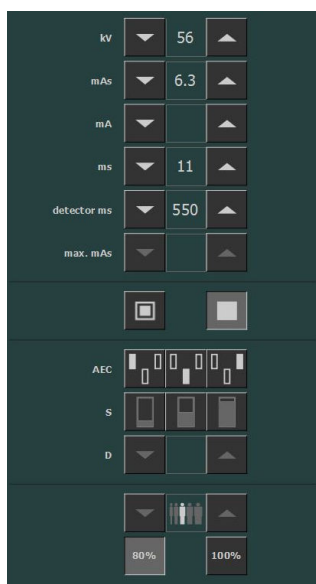 kV 56
mAs 6.3
mA
ms 11
detector ms 550
max. mAs
AEC
S
D
80% 100%